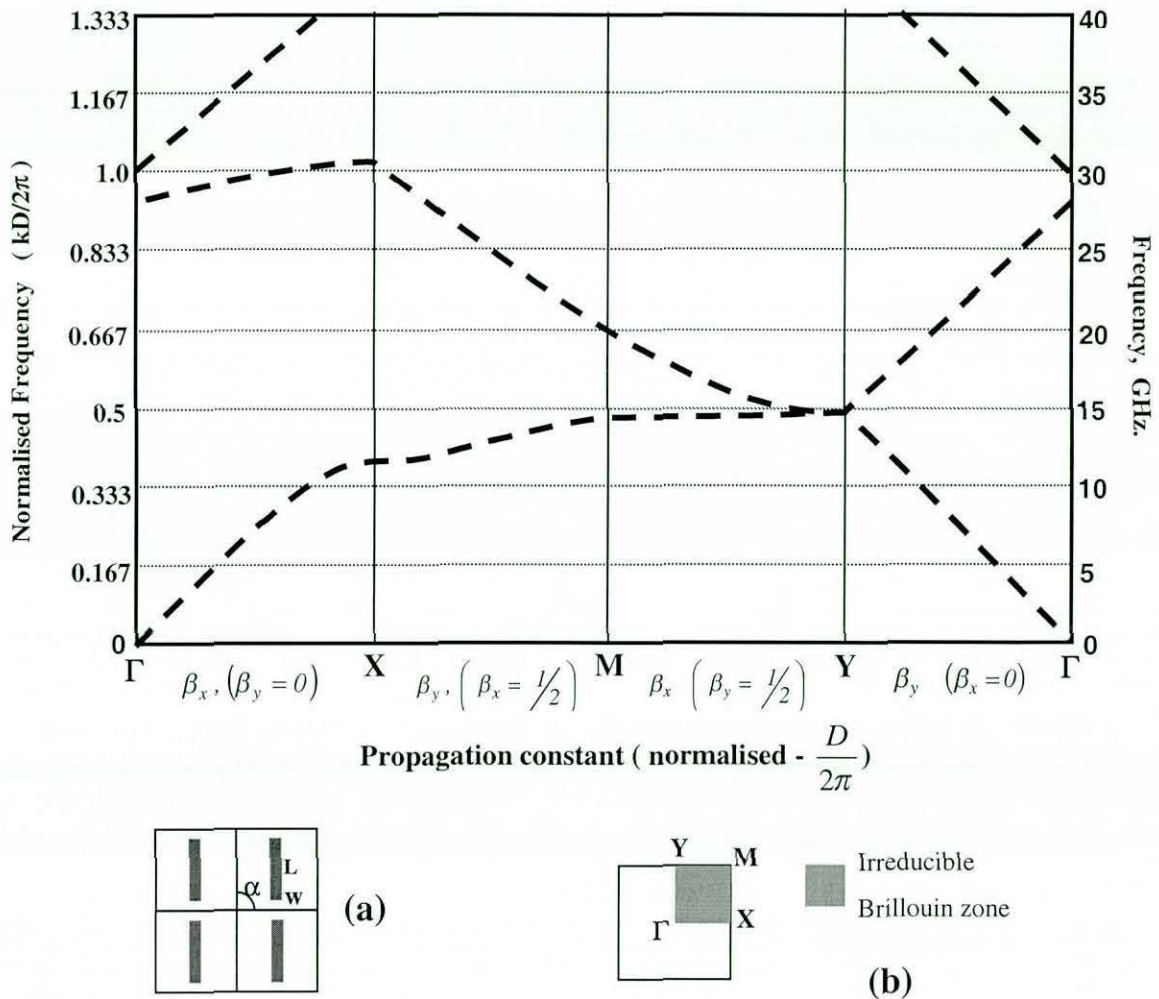 Normalised Frequency ( kD/2π )
1.333
1.167
1.0
0.833
0.667
0.5
0.333
0.167
0
40
35
30
25
20
15
10
5
0
Frequency, GHz.
Γ X M Y Γ
βx , (βy = 0) βy , ( βx = 1/2 ) βx ( βy = 1/2 ) βy (βx = 0)
Propagation constant ( normalised - D/2π )
L
α
W
(a)
Y M
Γ X
Irreducible
Brillouin zone
(b)